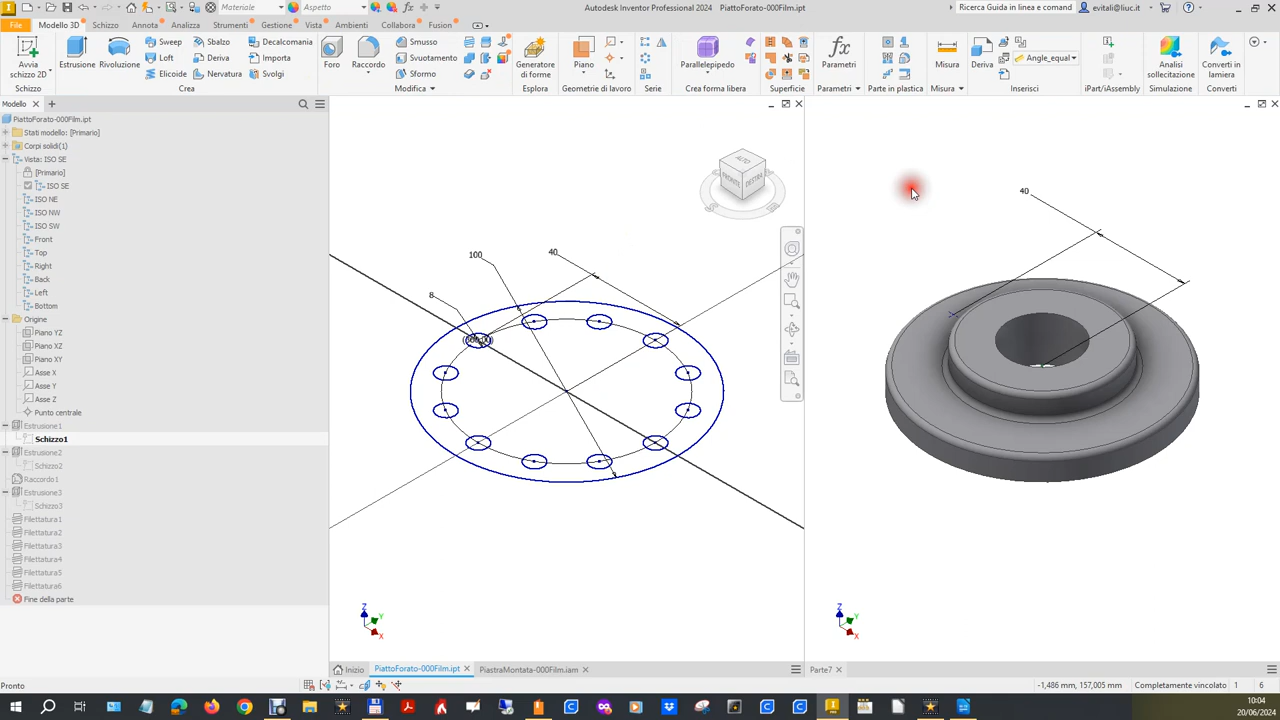 Materiale
Aspetto
Autodesk Inventor Professional 2024 PiattoForato-000Film.ipt
Ricerca Guida in linea e comandi
evitali@liuc.it
File
Modello 3D
Schizzo
Annota
Analizza
Strumenti
Gestione
Vista
Ambienti
Collabora
Fusion
Avvia schizzo 2D
Estrusione
Rivoluzione
Sweep
Loft
Elicoide
Sbalzo
Deriva
Nervatura
Decalcomania
Importa
Svolgi
Foro
Raccordo
Smusso
Svuotamento
Sformo
Generatore di forme
Piano
Parallelepipedo
Parametri
Misura
Deriva
Angle_equal
Analisi sollecitazione
Converti in lamiera
Schizzo
Crea
Modifica
Esplora
Geometrie di lavoro
Serie
Crea forma libera
Superficie
Parametri
Parte in plastica
Misura
Inserisci
iPart/iAssembly
Simulazione
Converti
Modello
PiattoForato-000Film.ipt
Stati modello: [Primario]
Corpi solidi(1)
Vista: ISO SE
[Primario]
ISO SE
ISO NE
ISO NW
ISO SW
Front
Top
Right
Back
Left
Bottom
Origine
Piano YZ
Piano XZ
Piano XY
Asse X
Asse Y
Asse Z
Punto centrale
Estrusione1
Schizzo1
Estrusione2
Schizzo2
Raccordo1
Estrusione3
Schizzo3
Filettatura1
Filettatura2
Filettatura3
Filettatura4
Filettatura5
Filettatura6
Fine della parte
ALTO
FRONTE
DESTRA
100
40
8
40
Z
Y
X
Z
Y
X
Inizio
PiattoForato-000Film.ipt
PiastraMontata-000Film.iam
Parte7
Pronto
-1,486 mm, 157,005 mm
Completamente vincolato
1
6
10:04
20/06/2024